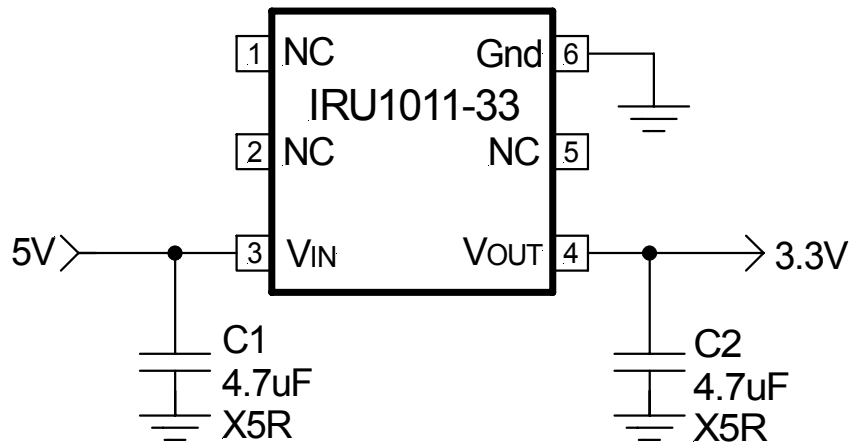 1 NC Gnd 6
IRU1011-33
2 NC NC 5
5V 3 VIN VOUT 4 3.3V
C1
4.7uF
X5R
C2
4.7uF
X5R